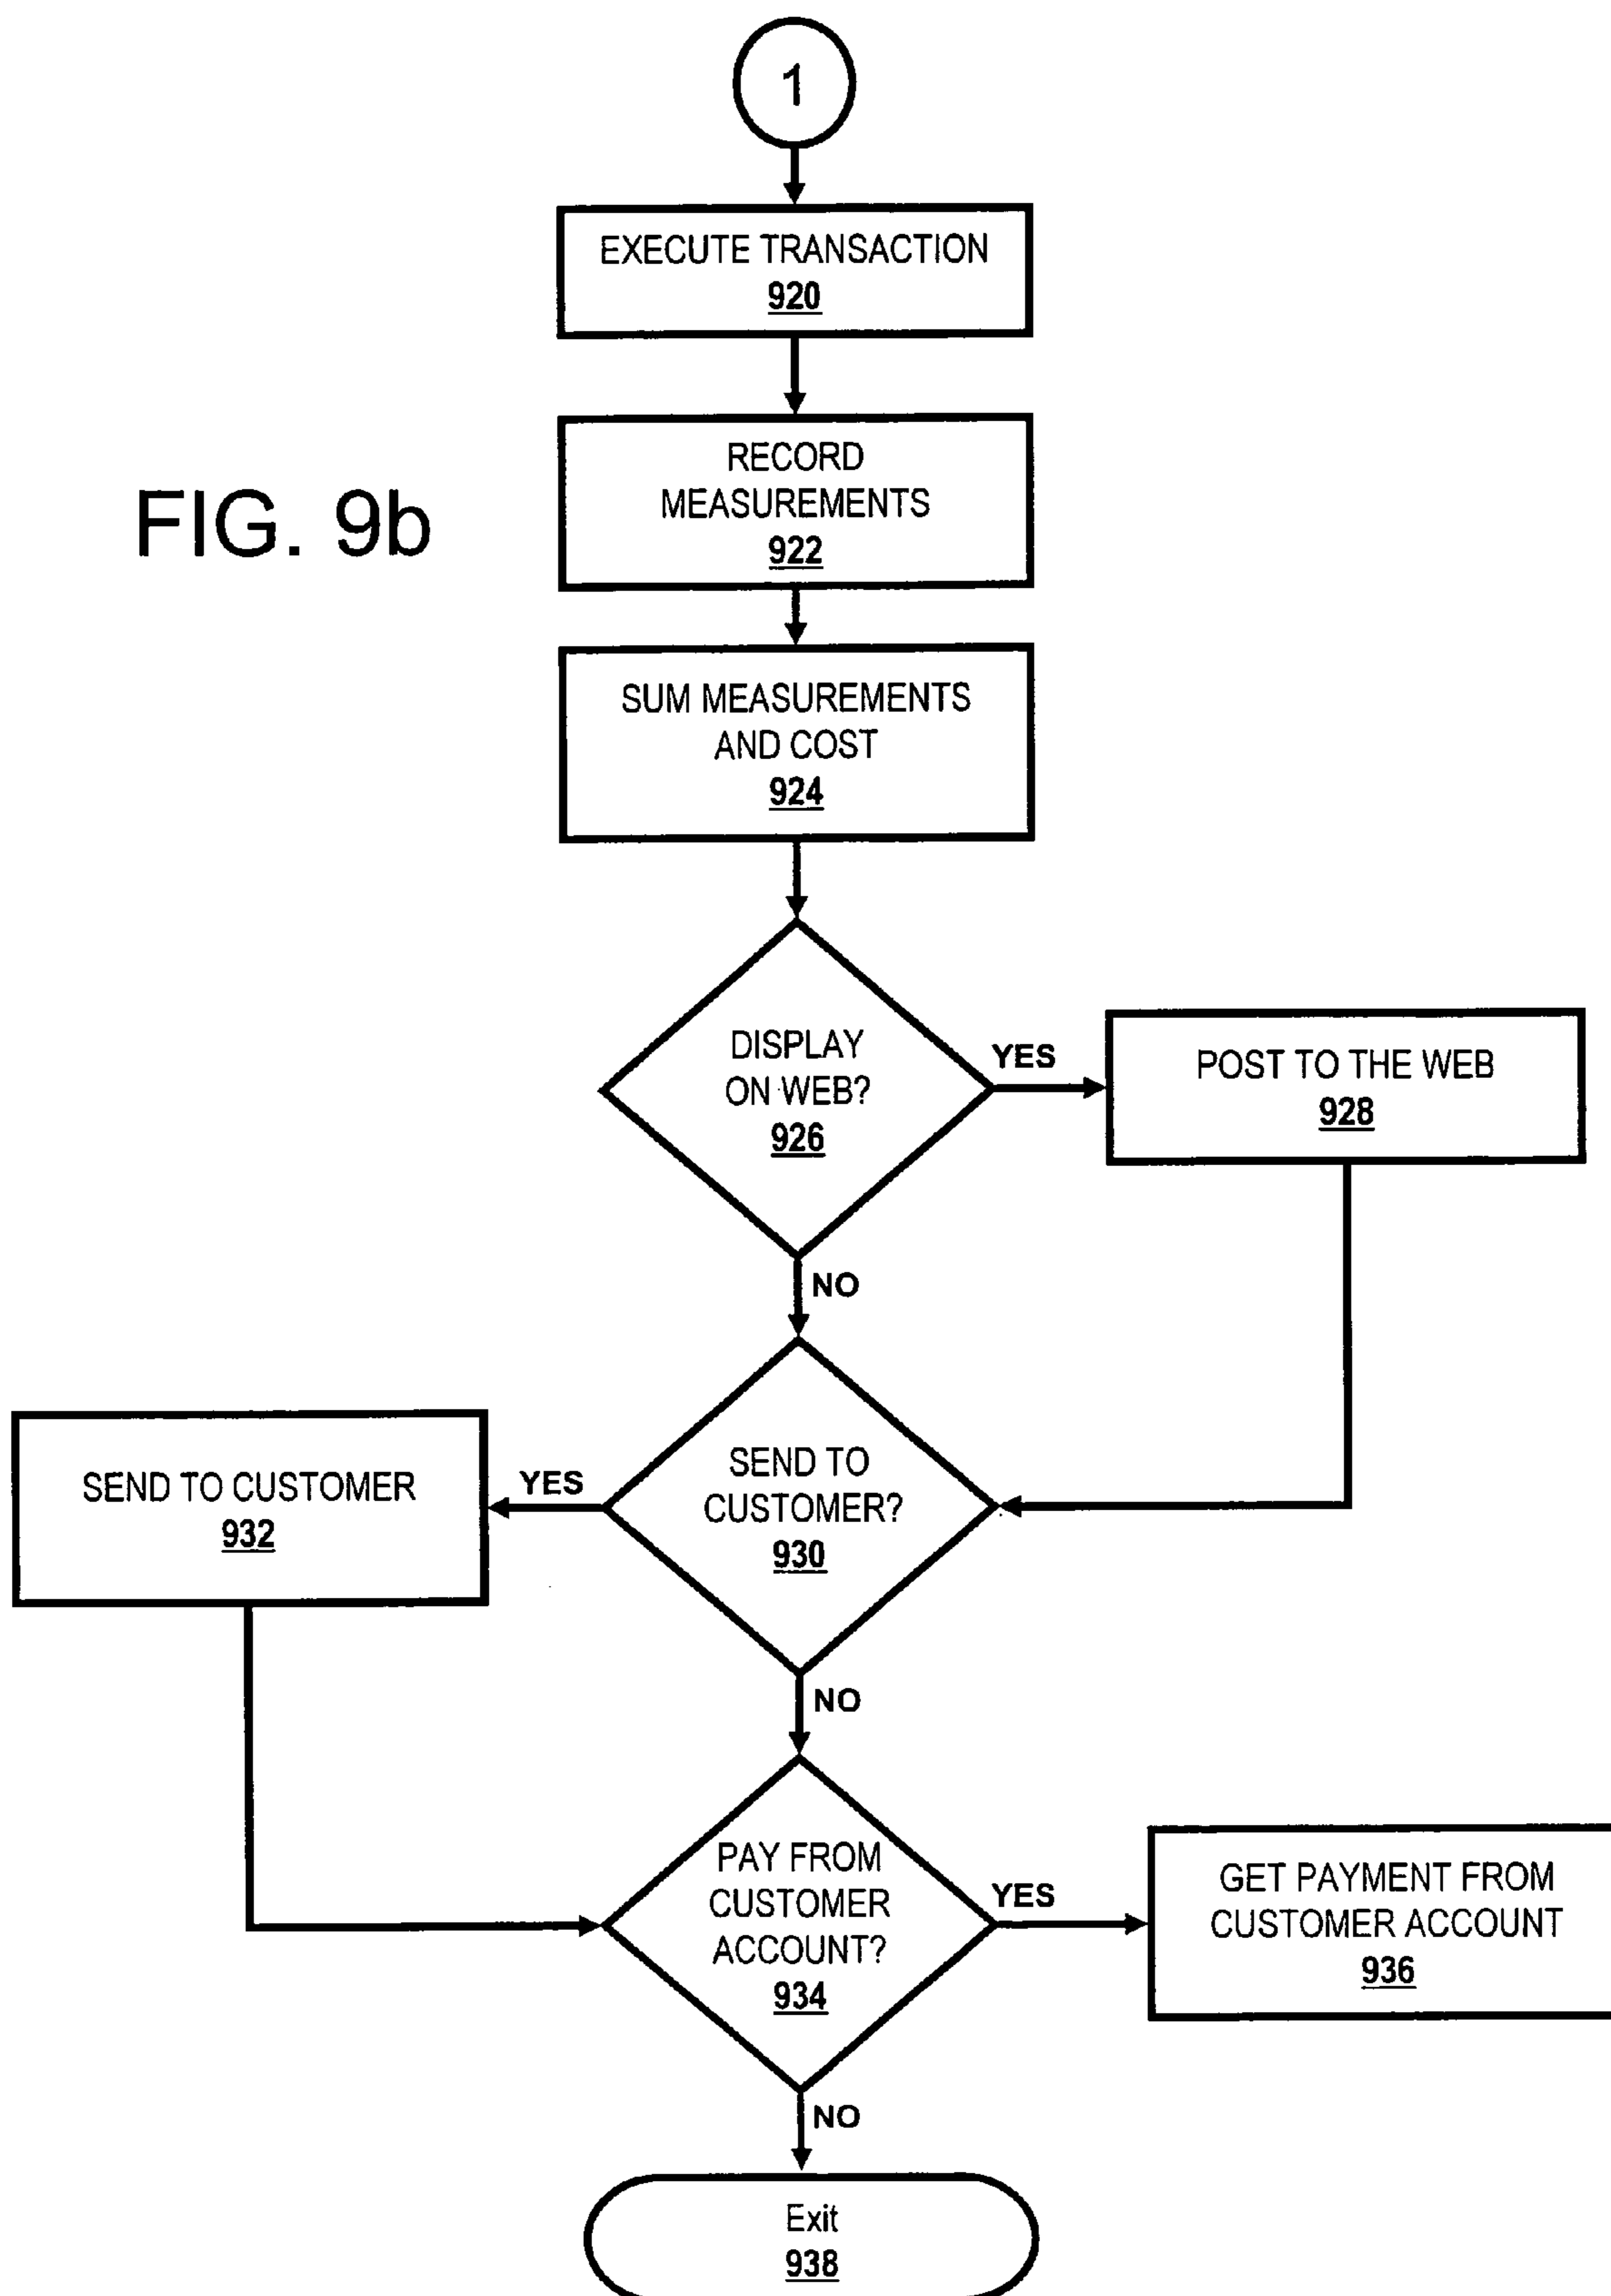 1
EXECUTE TRANSACTION
920
RECORD
MEASUREMENTS
922
FIG. 9b
SUM MEASUREMENTS
AND COST
924
DISPLAY
ON WEB?
926
YES
POST TO THE WEB
928
NO
SEND TO
CUSTOMER?
930
YES
SEND TO CUSTOMER
932
NO
PAY FROM
CUSTOMER
ACCOUNT?
934
YES
GET PAYMENT FROM
CUSTOMER ACCOUNT
936
NO
Exit
938